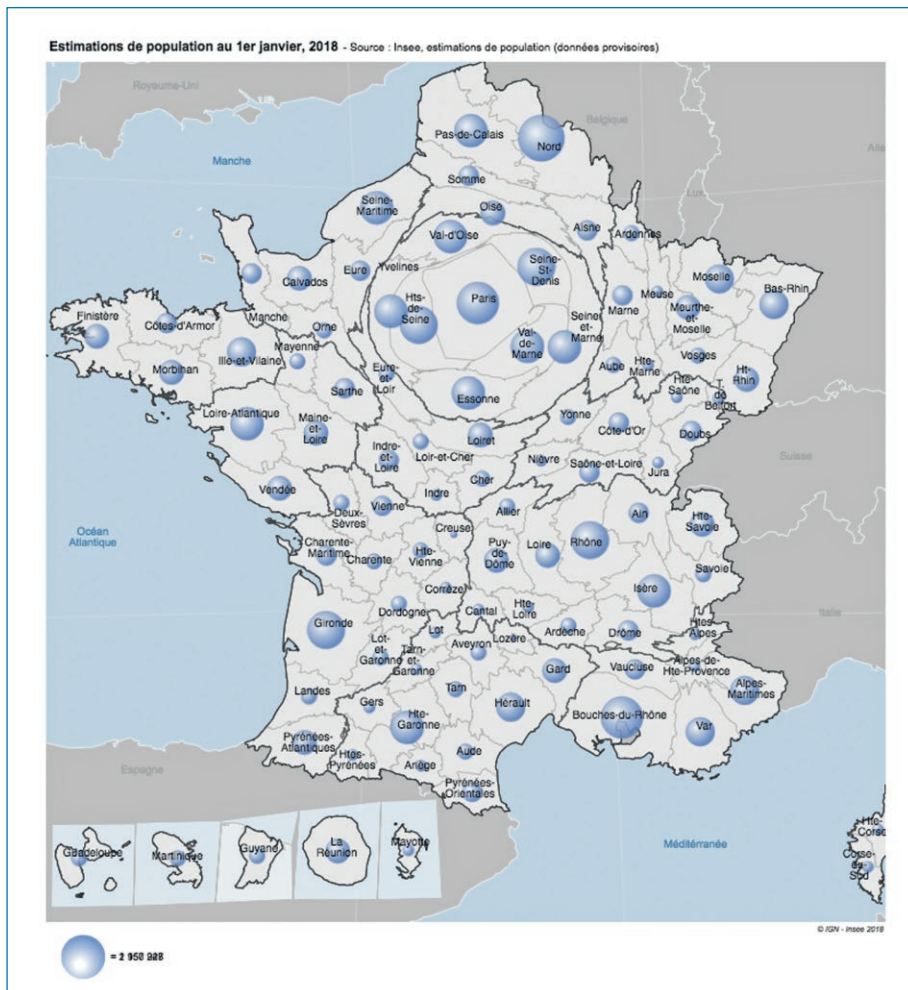 Estimations de population au 1er janvier, 2018 - Source : Insee, estimations de population (données provisoires)
Royaume-Uni
Belgique
Manche
Lux
Pas-de-Calais
Nord
Somme
Seine-
Maritime
Oise
Aisne
Ardennes
Val-d'Oise
Seine-
St-
Denis
Yvelines
Eure
Calvados
Manche
Paris
Hts-
de-
Seine
Val-
de-
Marne
Seine
et-
Marne
Essonne
Marne
Meuse
Moselle
Meurthe-
et-
Moselle
Bas-Rhin
Vosges
Ht-
Rhin
Aube
Hte-
Marne
Hte-
Saône
T.
de
Belfort
Finistère
Côtes-d'Armor
Morbihan
Ille-et-Vilaine
Orne
Mayenne
Sarthe
Eure-
et-
Loir
Loire-Atlantique
Maine-
et-
Loire
Indre-
et-
Loire
Loir-et-Cher
Loiret
Yonne
Côte-d'Or
Doubs
Nièvre
Saône-et-Loire
Jura
Suisse
Cher
Indre
Vendée
Deux-
Sèvres
Vienne
Océan
Atlantique
Charente-
Maritime
Charente
Hte-
Vienne
Creuse
Allier
Puy-
de-
Dôme
Loire
Rhône
Ain
Hte-
Savoie
Savoie
Isère
Italie
Corrèze
Dordogne
Cantal
Hte-
Loire
Ardèche
Drôme
Htes-
Alpes
Gironde
Lot-
et-
Garonne
Lot
Tarn-
et-
Garonne
Aveyron
Lozère
Gard
Vaucluse
Alpes-de-
Hte-Provence
Alpes-
Maritimes
Landes
Gers
Hte-
Garonne
Tarn
Hérault
Bouches-du-Rhône
Var
Pyrénées-
Atlantiques
Htes-
Pyrénées
Ariège
Aude
Pyrénées-
Orientales
Espagne
Méditérranée
Hte-
Corse
Corse-
du-
Sud
Guadeloupe
Martinique
Guyane
La
Réunion
Mayotte
© IGN - Insee 2018